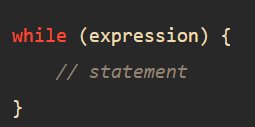 while (expression) {
    // statement
}